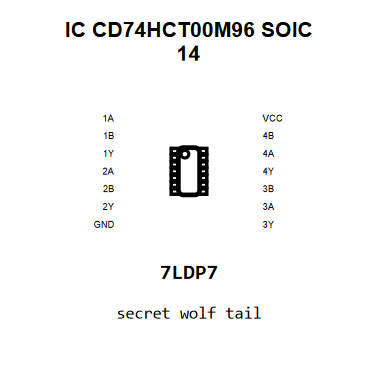 IC CD74HCT00M96 SOIC
14
1A VCC
1B 4B
1Y 4A
2A 4Y
2B 3B
2Y 3A
GND 3Y
7LDP7
secret wolf tail